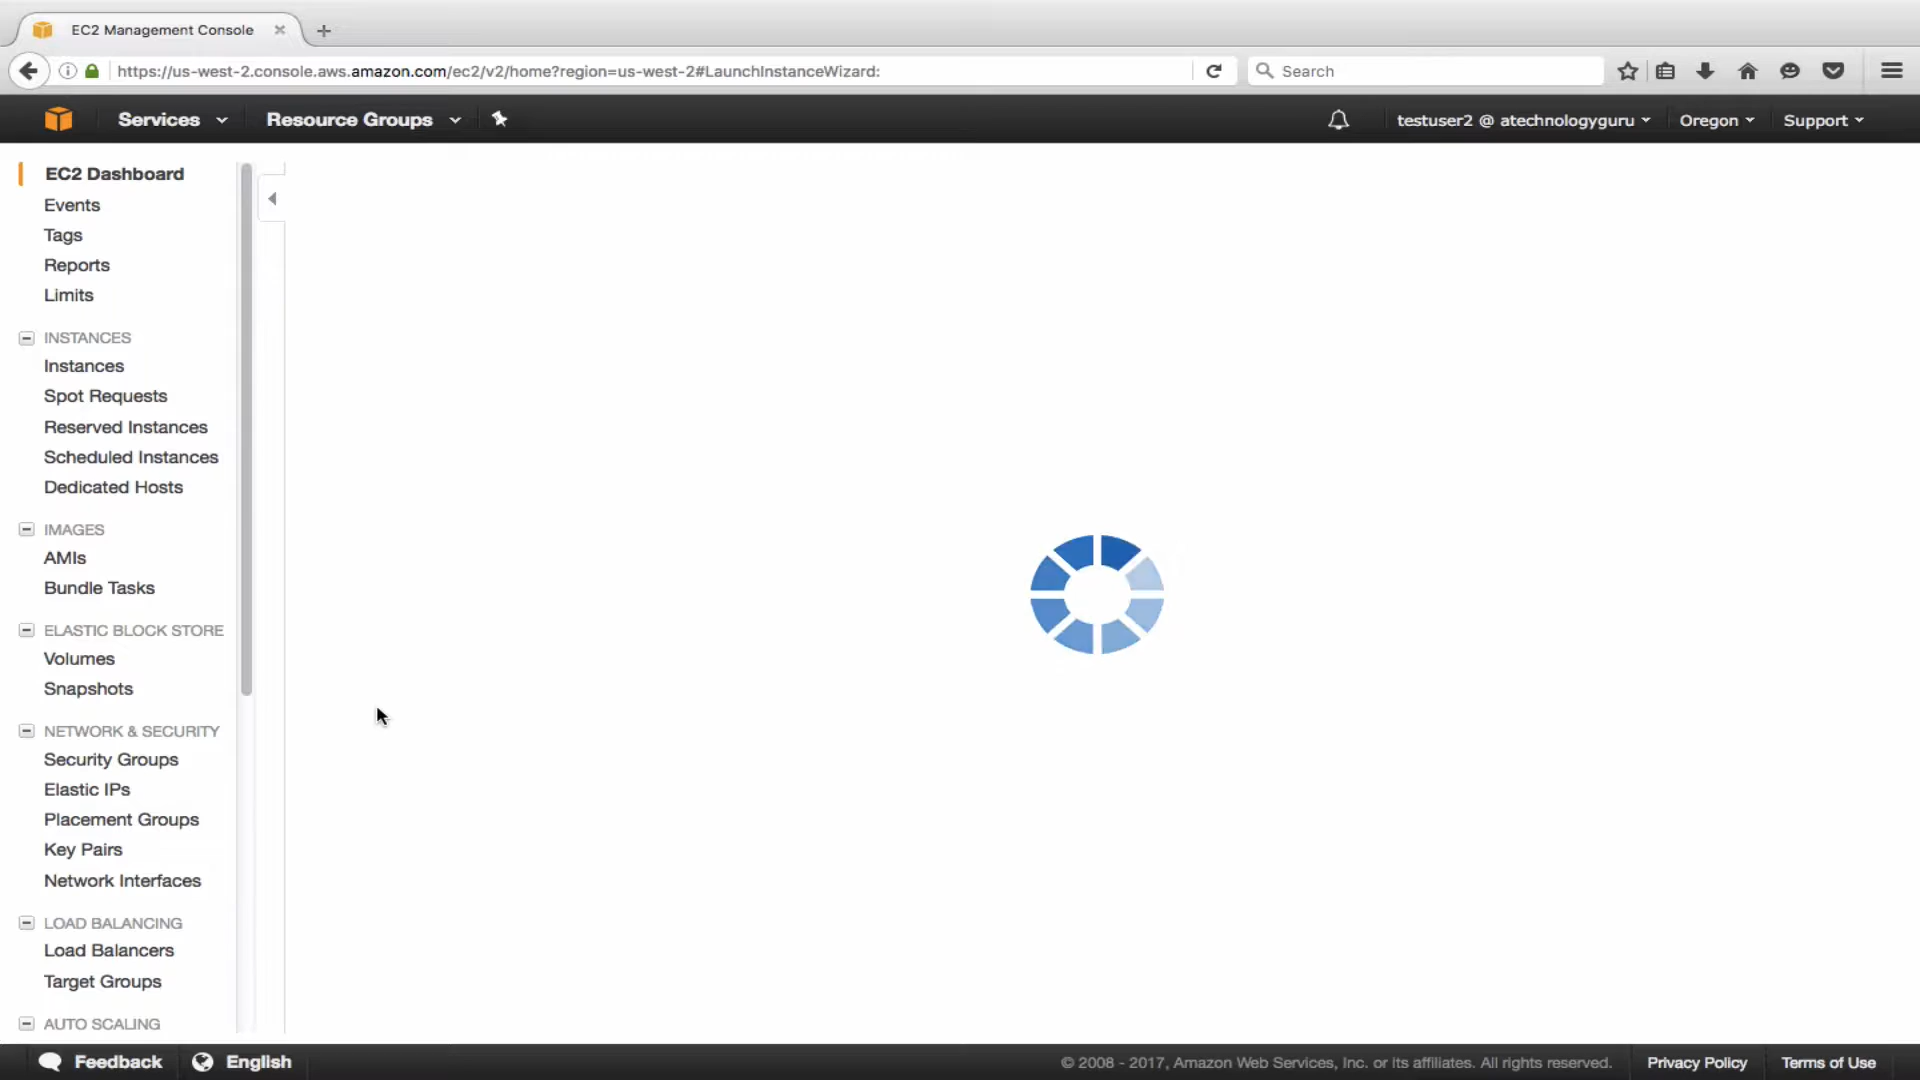 EC2 Management Console
https://us-west-2.console.aws.amazon.com/ec2/v2/home?region=us-west-2#LaunchInstanceWizard:
Search
Services
Resource Groups
testuser2 @ atechnologyguru
Oregon
Support
EC2 Dashboard
Events
Tags
Reports
Limits
INSTANCES
Instances
Spot Requests
Reserved Instances
Scheduled Instances
Dedicated Hosts
IMAGES
AMIs
Bundle Tasks
ELASTIC BLOCK STORE
Volumes
Snapshots
NETWORK & SECURITY
Security Groups
Elastic IPs
Placement Groups
Key Pairs
Network Interfaces
LOAD BALANCING
Load Balancers
Target Groups
AUTO SCALING
Feedback
English
© 2008 - 2017, Amazon Web Services, Inc. or its affiliates. All rights reserved.
Privacy Policy
Terms of Use